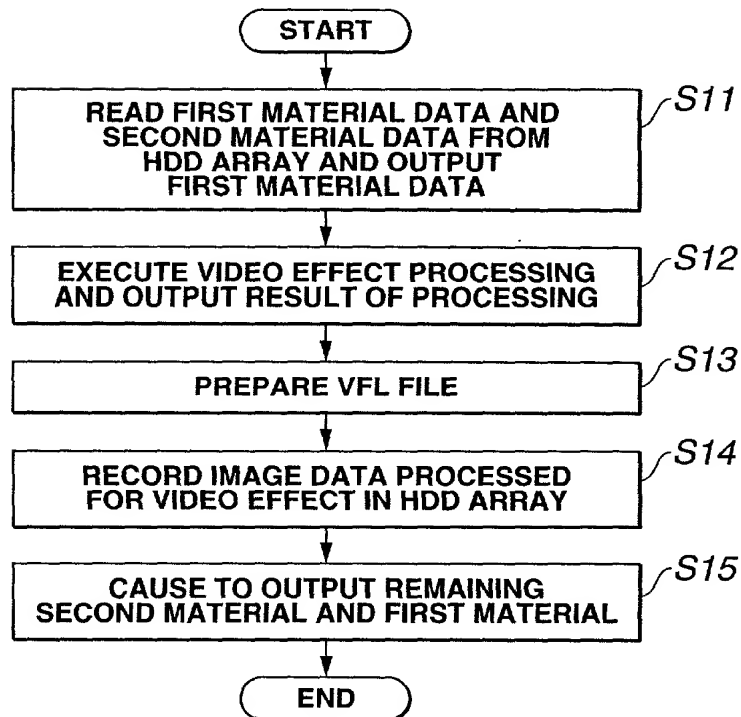 START
READ FIRST MATERIAL DATA AND
SECOND MATERIAL DATA FROM
HDD ARRAY AND OUTPUT
FIRST MATERIAL DATA
S11
EXECUTE VIDEO EFFECT PROCESSING
AND OUTPUT RESULT OF PROCESSING
S12
PREPARE VFL FILE
S13
RECORD IMAGE DATA PROCESSED
FOR VIDEO EFFECT IN HDD ARRAY
S14
CAUSE TO OUTPUT REMAINING
SECOND MATERIAL AND FIRST MATERIAL
S15
END